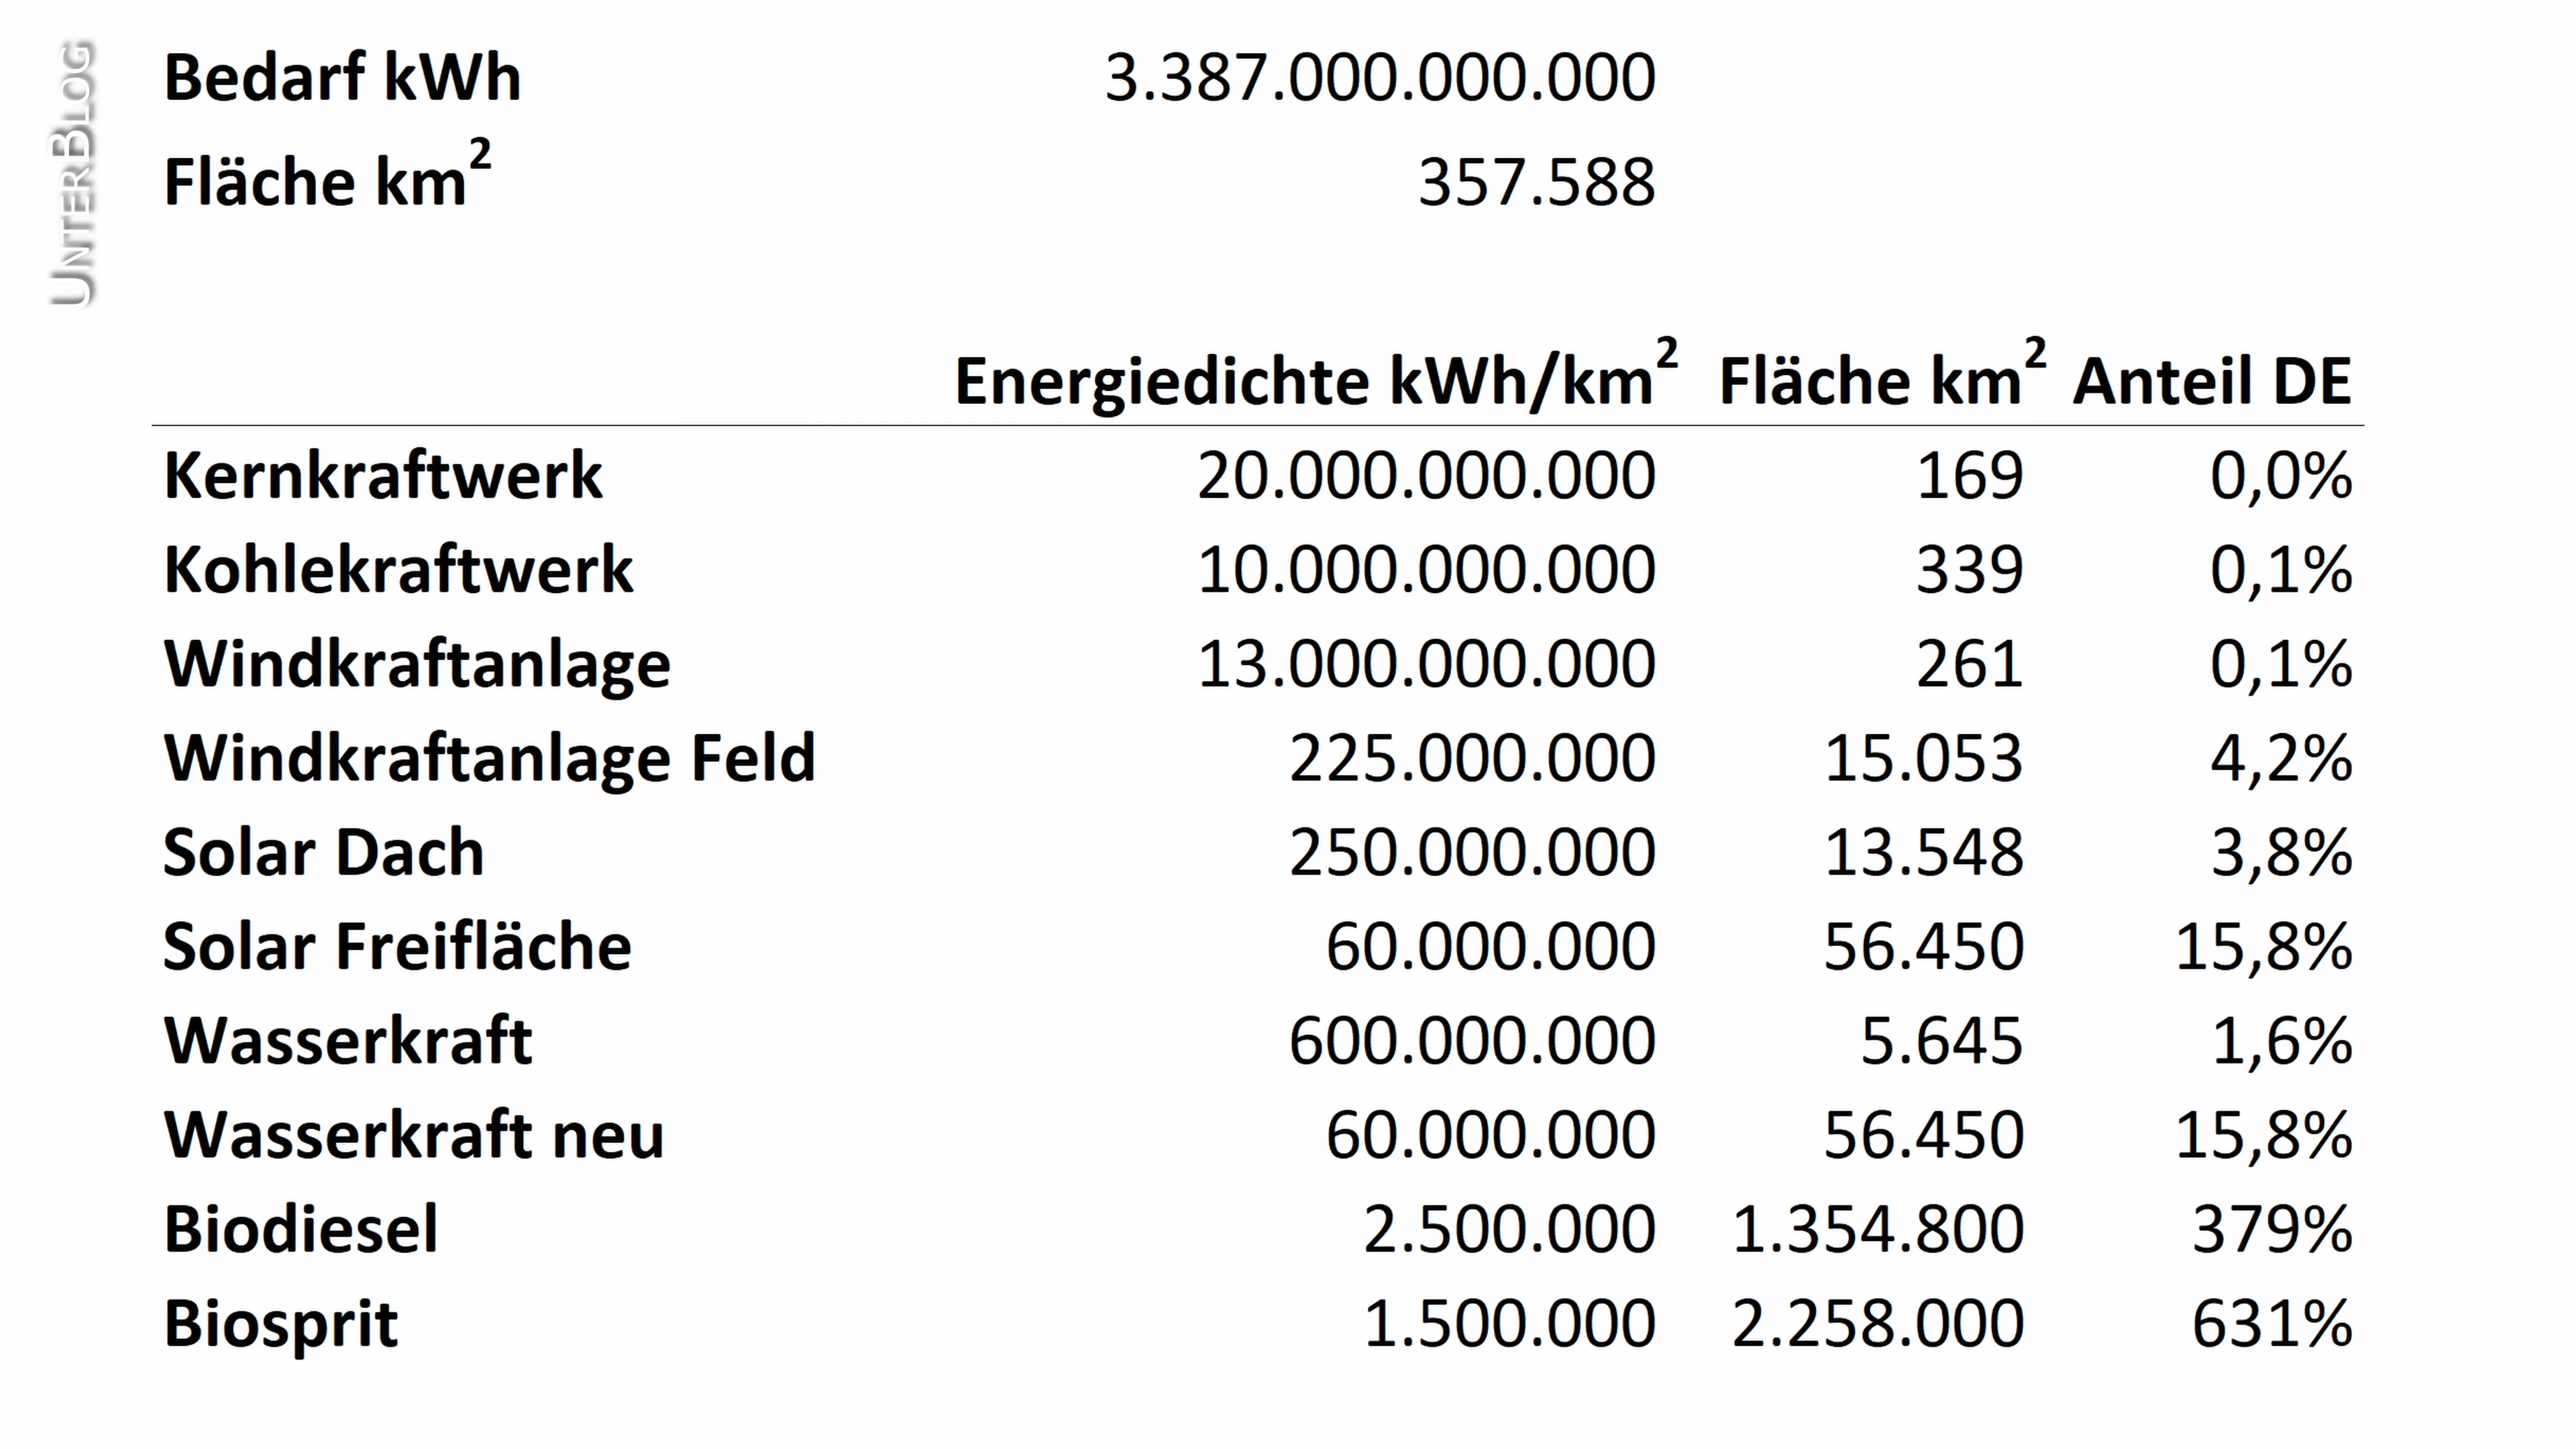 UNTERBLOG
Bedarf kWh 3.387.000.000.000
Fläche km² 357.588
Energiedichte kWh/km² Fläche km² Anteil DE
Kernkraftwerk 20.000.000.000 169 0,0%
Kohlekraftwerk 10.000.000.000 339 0,1%
Windkraftanlage 13.000.000.000 261 0,1%
Windkraftanlage Feld 225.000.000 15.053 4,2%
Solar Dach 250.000.000 13.548 3,8%
Solar Freifläche 60.000.000 56.450 15,8%
Wasserkraft 600.000.000 5.645 1,6%
Wasserkraft neu 60.000.000 56.450 15,8%
Biodiesel 2.500.000 1.354.800 379%
Biosprit 1.500.000 2.258.000 631%